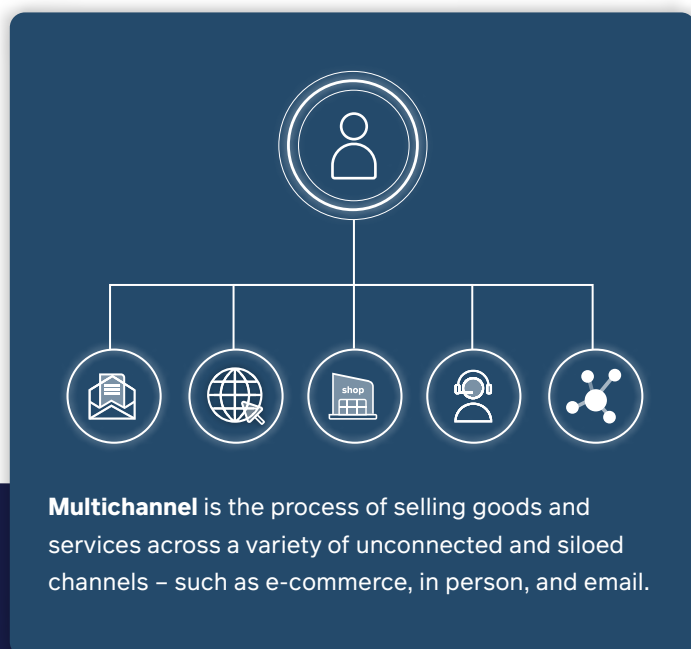 shop
Multichannel is the process of selling goods and
services across a variety of unconnected and siloed
channels – such as e-commerce, in person, and email.